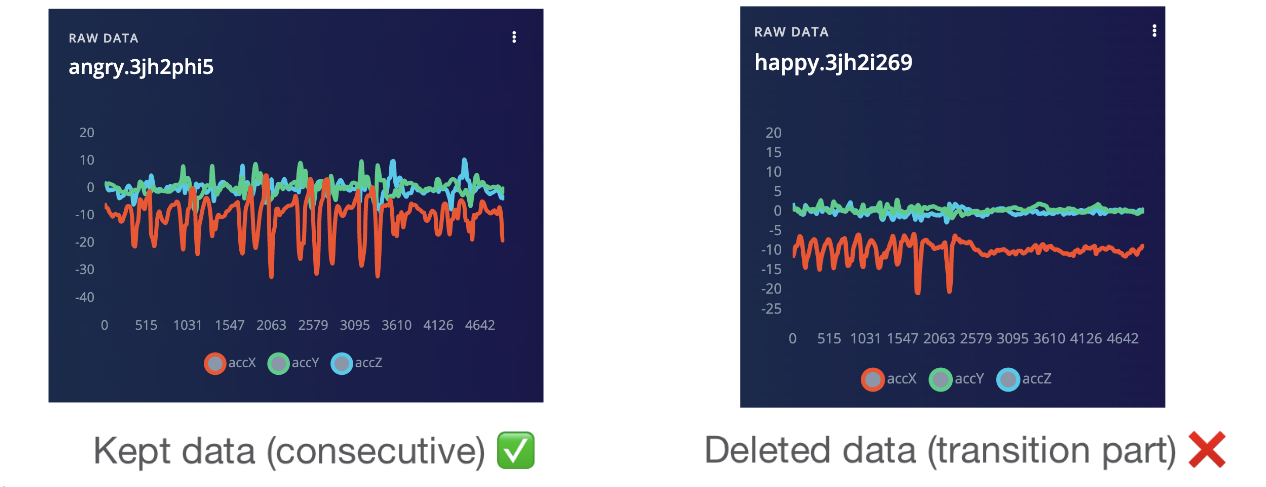 RAW DATA
angry.3jh2phi5
20
10
0
-10
-20
-30
-40
0 515 1031 1547 2063 2579 3095 3610 4126 4642
accX accY accZ
Kept data (consecutive) ✅
RAW DATA
happy.3jh2i269
20
15
10
5
0
-5
-10
-15
-20
-25
0 515 1031 1547 2063 2579 3095 3610 4126 4642
accX accY accZ
Deleted data (transition part) ❌